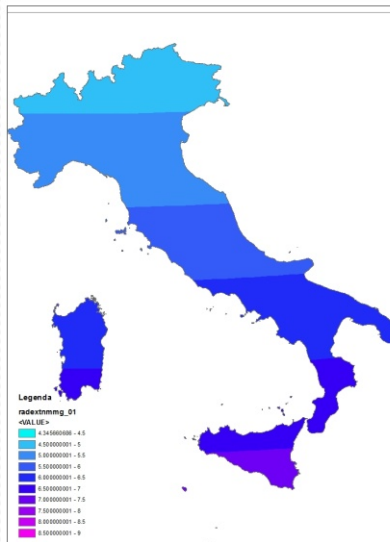 Legenda
radextnmmg_01
<VALUE>
4.345660686 - 4.5
4.500000001 - 5
5.000000001 - 5.5
5.500000001 - 6
6.000000001 - 6.5
6.500000001 - 7
7.000000001 - 7.5
7.500000001 - 8
8.000000001 - 8.5
8.500000001 - 9